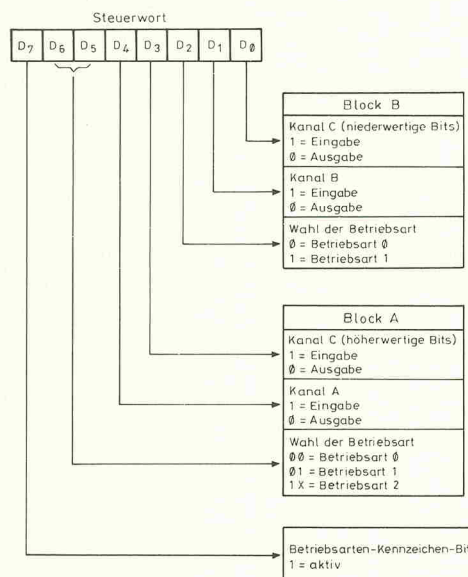 Steuerwort
D7 D6 D5 D4 D3 D2 D1 DØ
Block B
Kanal C (niederwertige Bits)
1 = Eingabe
Ø = Ausgabe
Kanal B
1 = Eingabe
Ø = Ausgabe
Wahl der Betriebsart
Ø = Betriebsart Ø
1 = Betriebsart 1
Block A
Kanal C (höherwertige Bits)
1 = Eingabe
Ø = Ausgabe
Kanal A
1 = Eingabe
Ø = Ausgabe
Wahl der Betriebsart
ØØ = Betriebsart Ø
Ø1 = Betriebsart 1
1X = Betriebsart 2
Betriebsarten-Kennzeichen-Bit
1 = aktiv